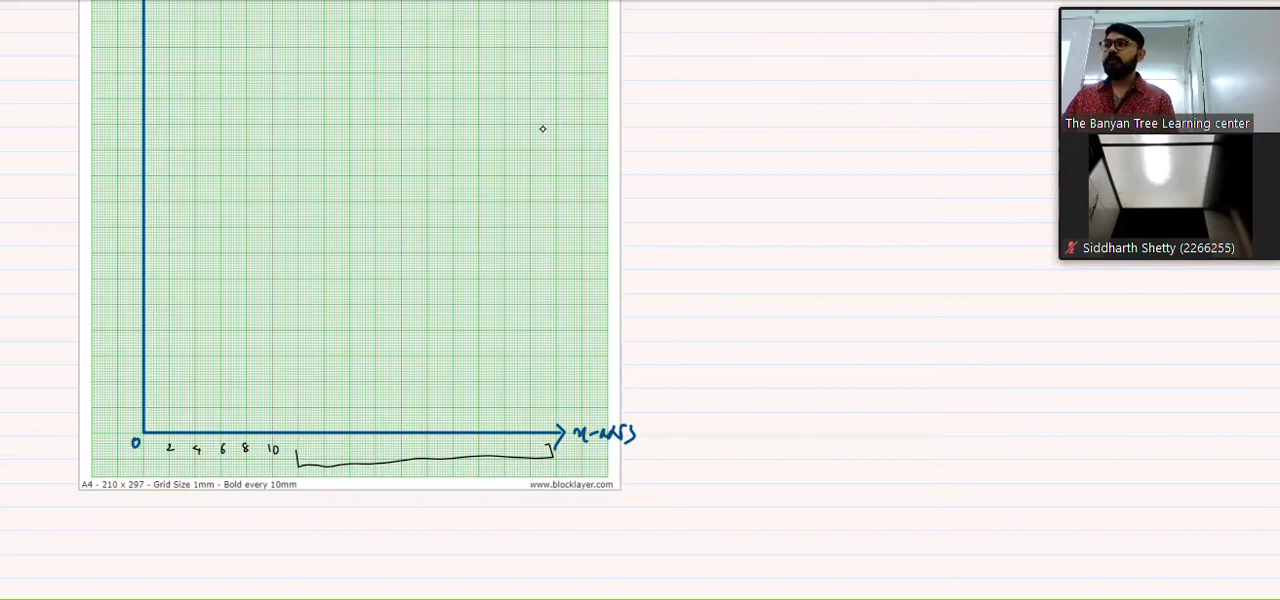 The Banyan Tree Learning center
Siddharth Shetty (2266255)
0
x-axis
2 4 6 8 10
A4 - 210 x 297 - Grid Size 1mm - Bold every 10mm
www.blocklayer.com